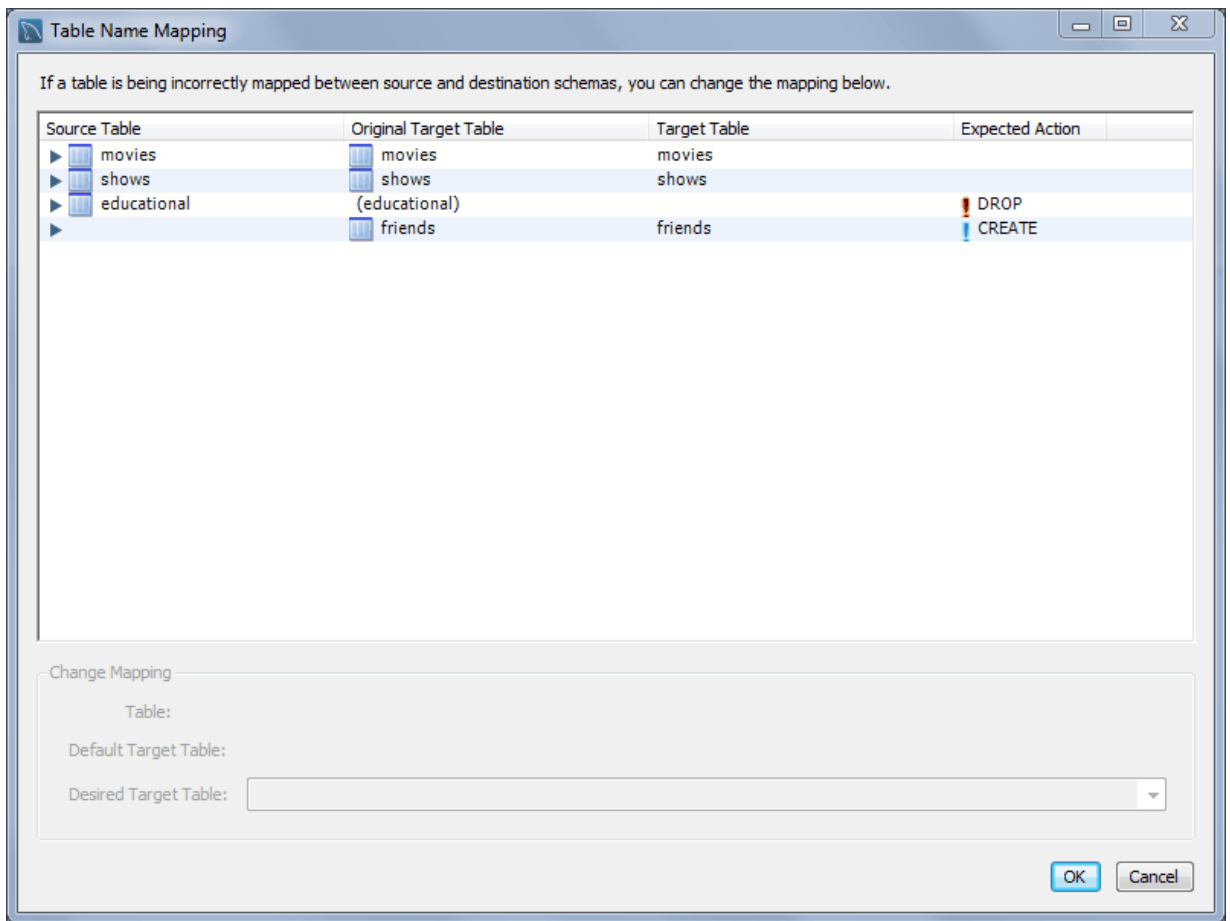 Table Name Mapping
If a table is being incorrectly mapped between source and destination schemas, you can change the mapping below.
Source Table Original Target Table Target Table Expected Action
movies movies movies
shows shows shows
educational (educational) DROP
friends friends CREATE
Change Mapping
Table:
Default Target Table:
Desired Target Table:
OK Cancel